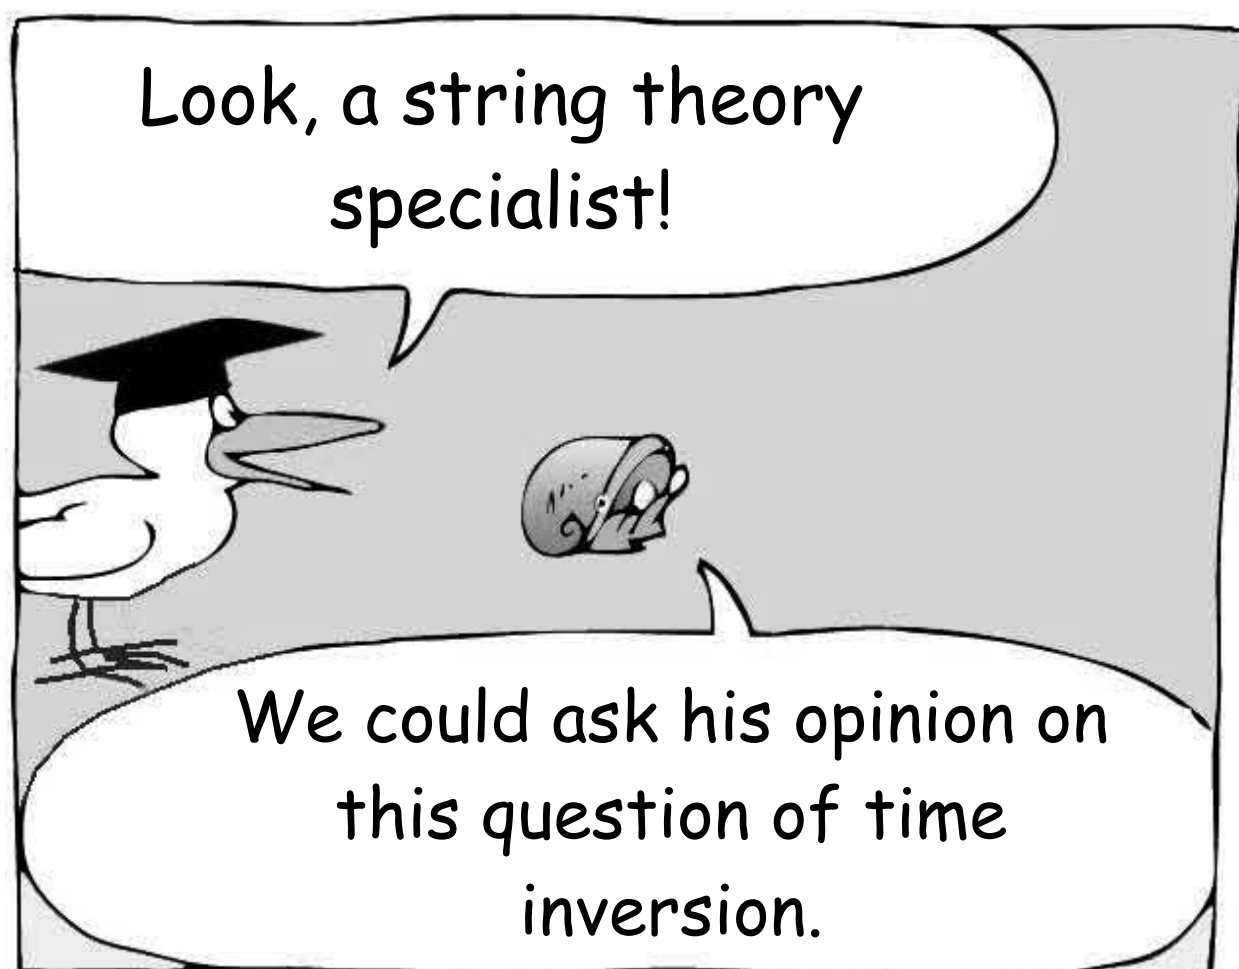 Look, a string theory
specialist!
We could ask his opinion on
this question of time
inversion.